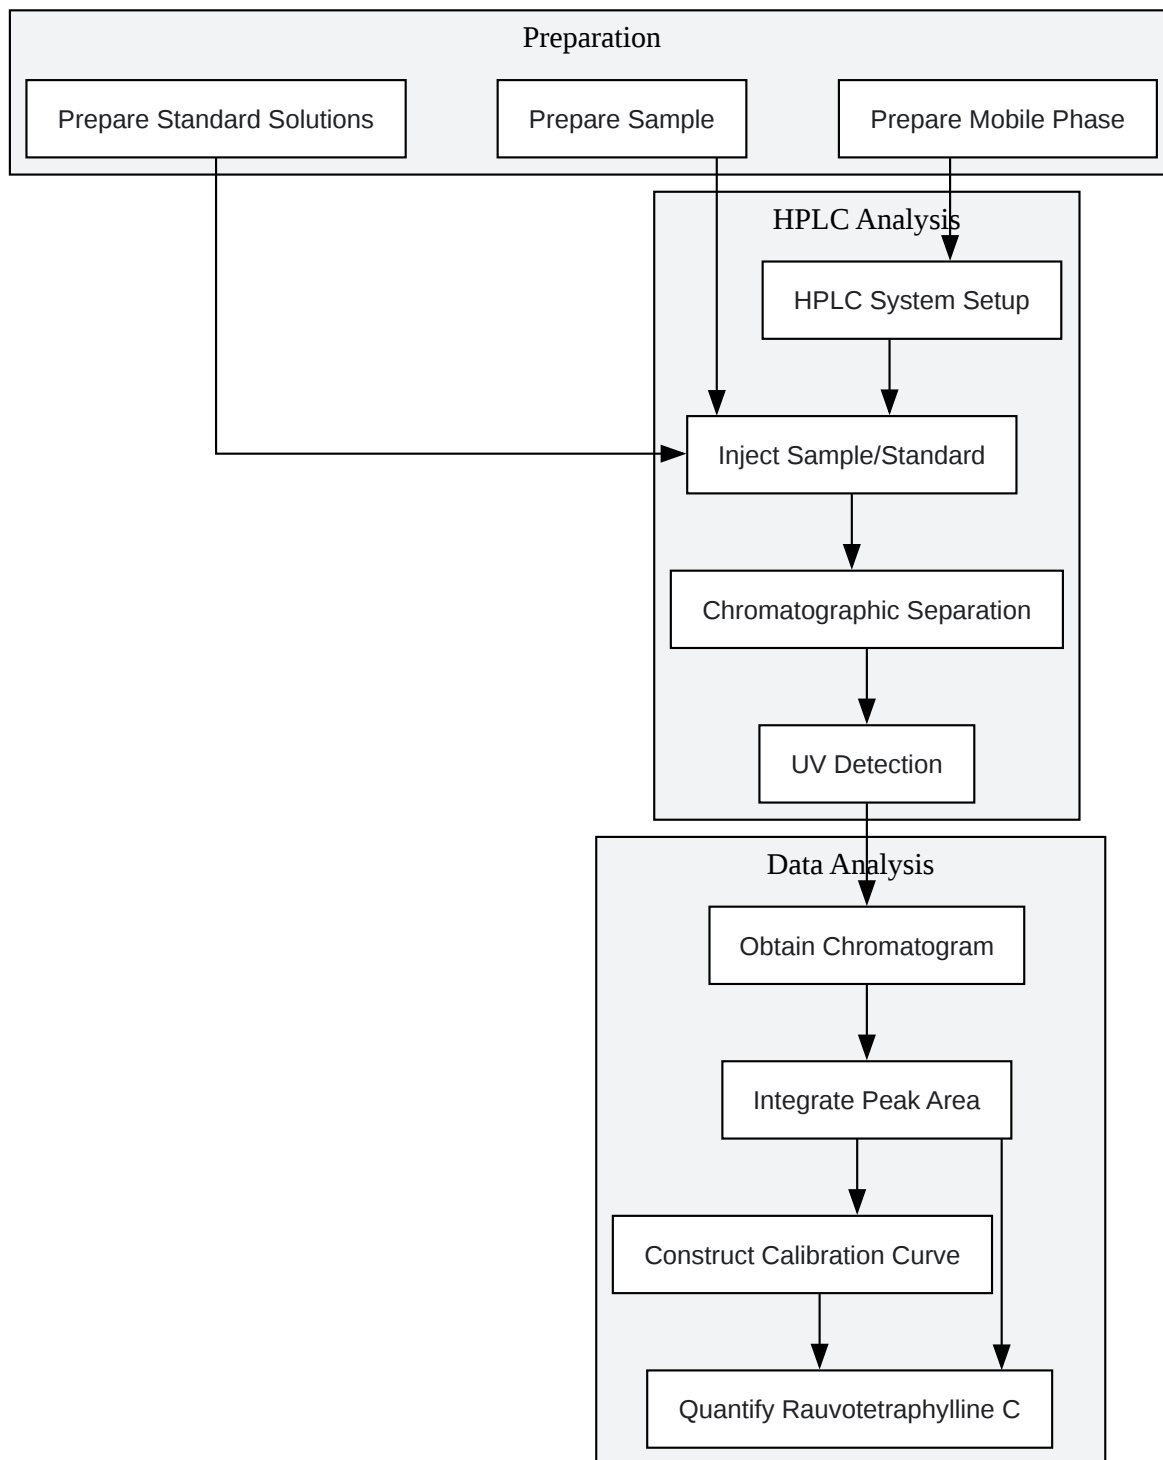 Preparation
Prepare Standard Solutions
Prepare Sample
Prepare Mobile Phase
HPLC Analysis
HPLC System Setup
Inject Sample/Standard
Chromatographic Separation
UV Detection
Data Analysis
Obtain Chromatogram
Integrate Peak Area
Construct Calibration Curve
Quantify Rauvotetraphylline C